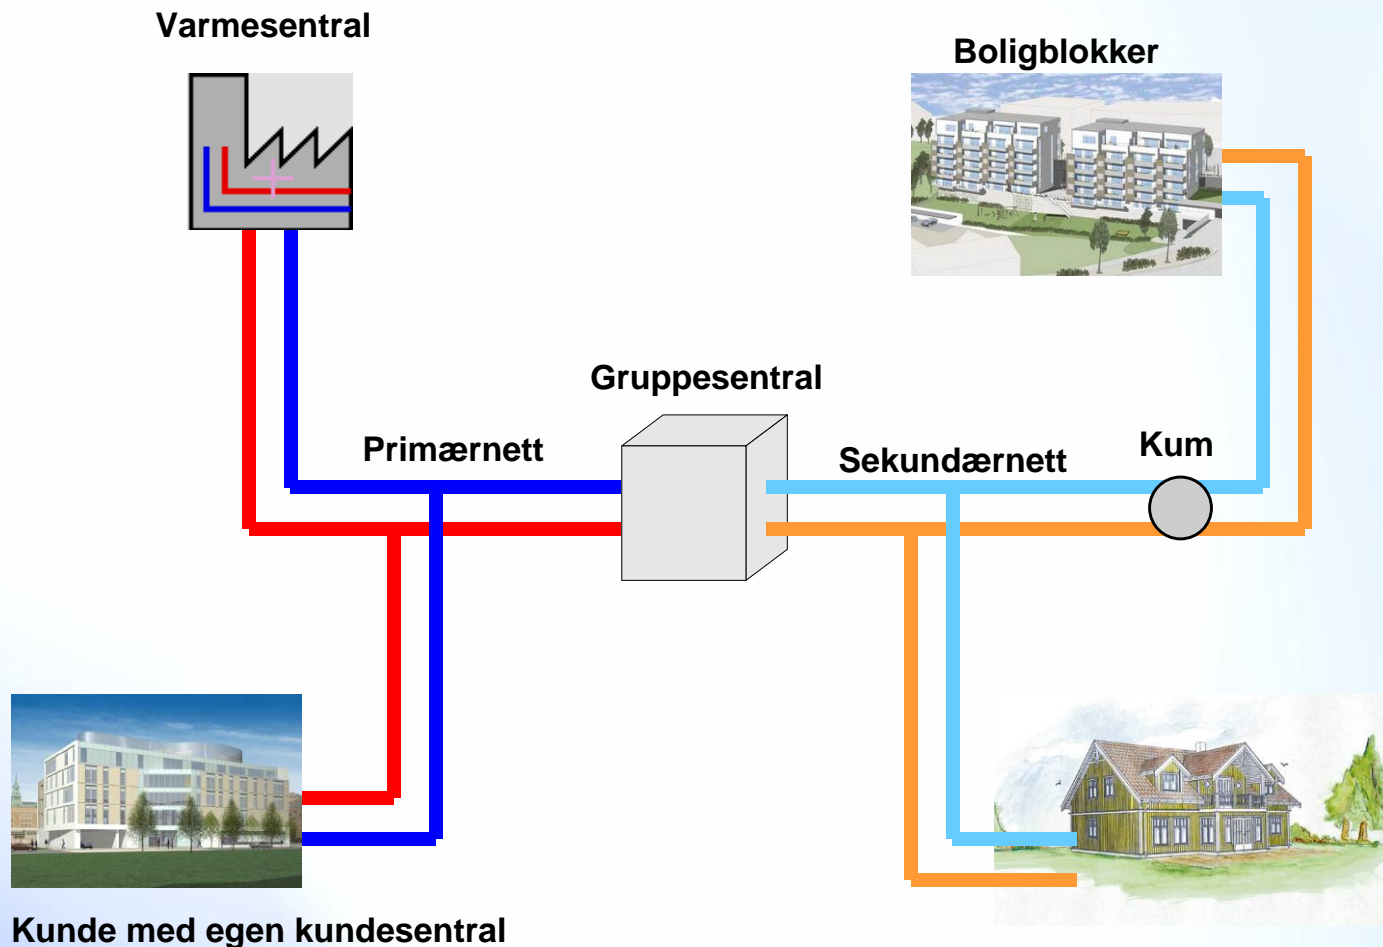 Varmesentral
Boligblokker
Gruppesentral
Primærnett
Sekundærnett
Kum
Kunde med egen kundesentral